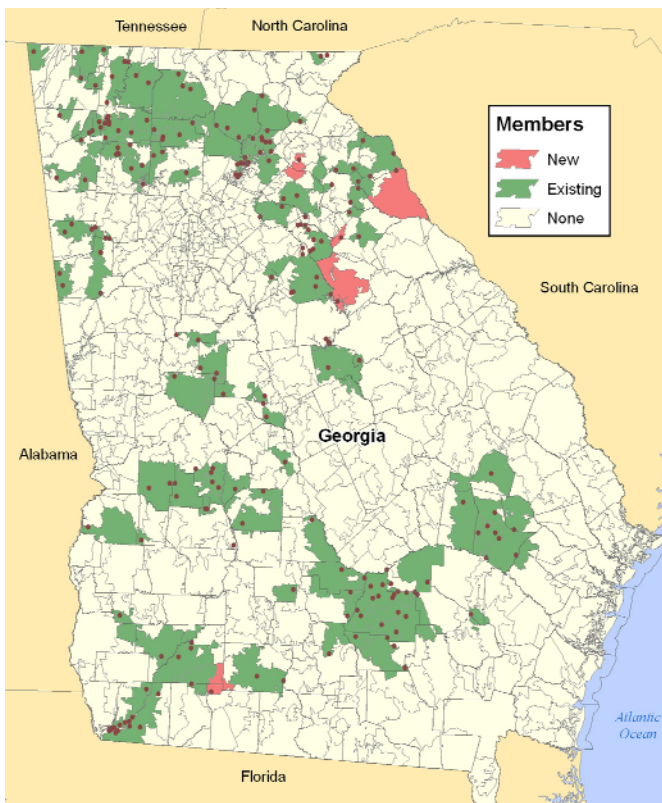 Tennessee
North Carolina
Members
New
Existing
None
South Carolina
Georgia
Alabama
Atlantic
Ocean
Florida